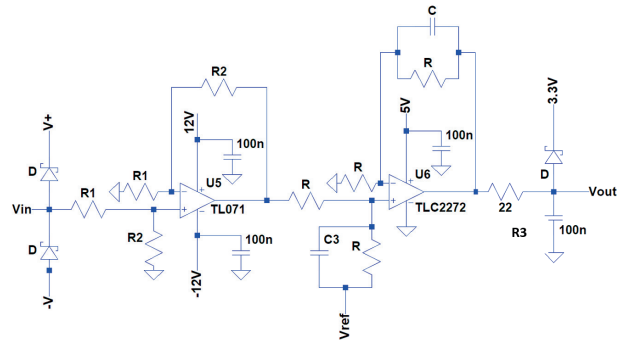 C
R2
R
V+
12V
5V
3.3V
100n
100n
D
R1
U5
R
U6
D
Vin
R1
TL071
R
TLC2272
22
Vout
D
R2
100n
C3
R
R3
100n
-V
-12V
Vref